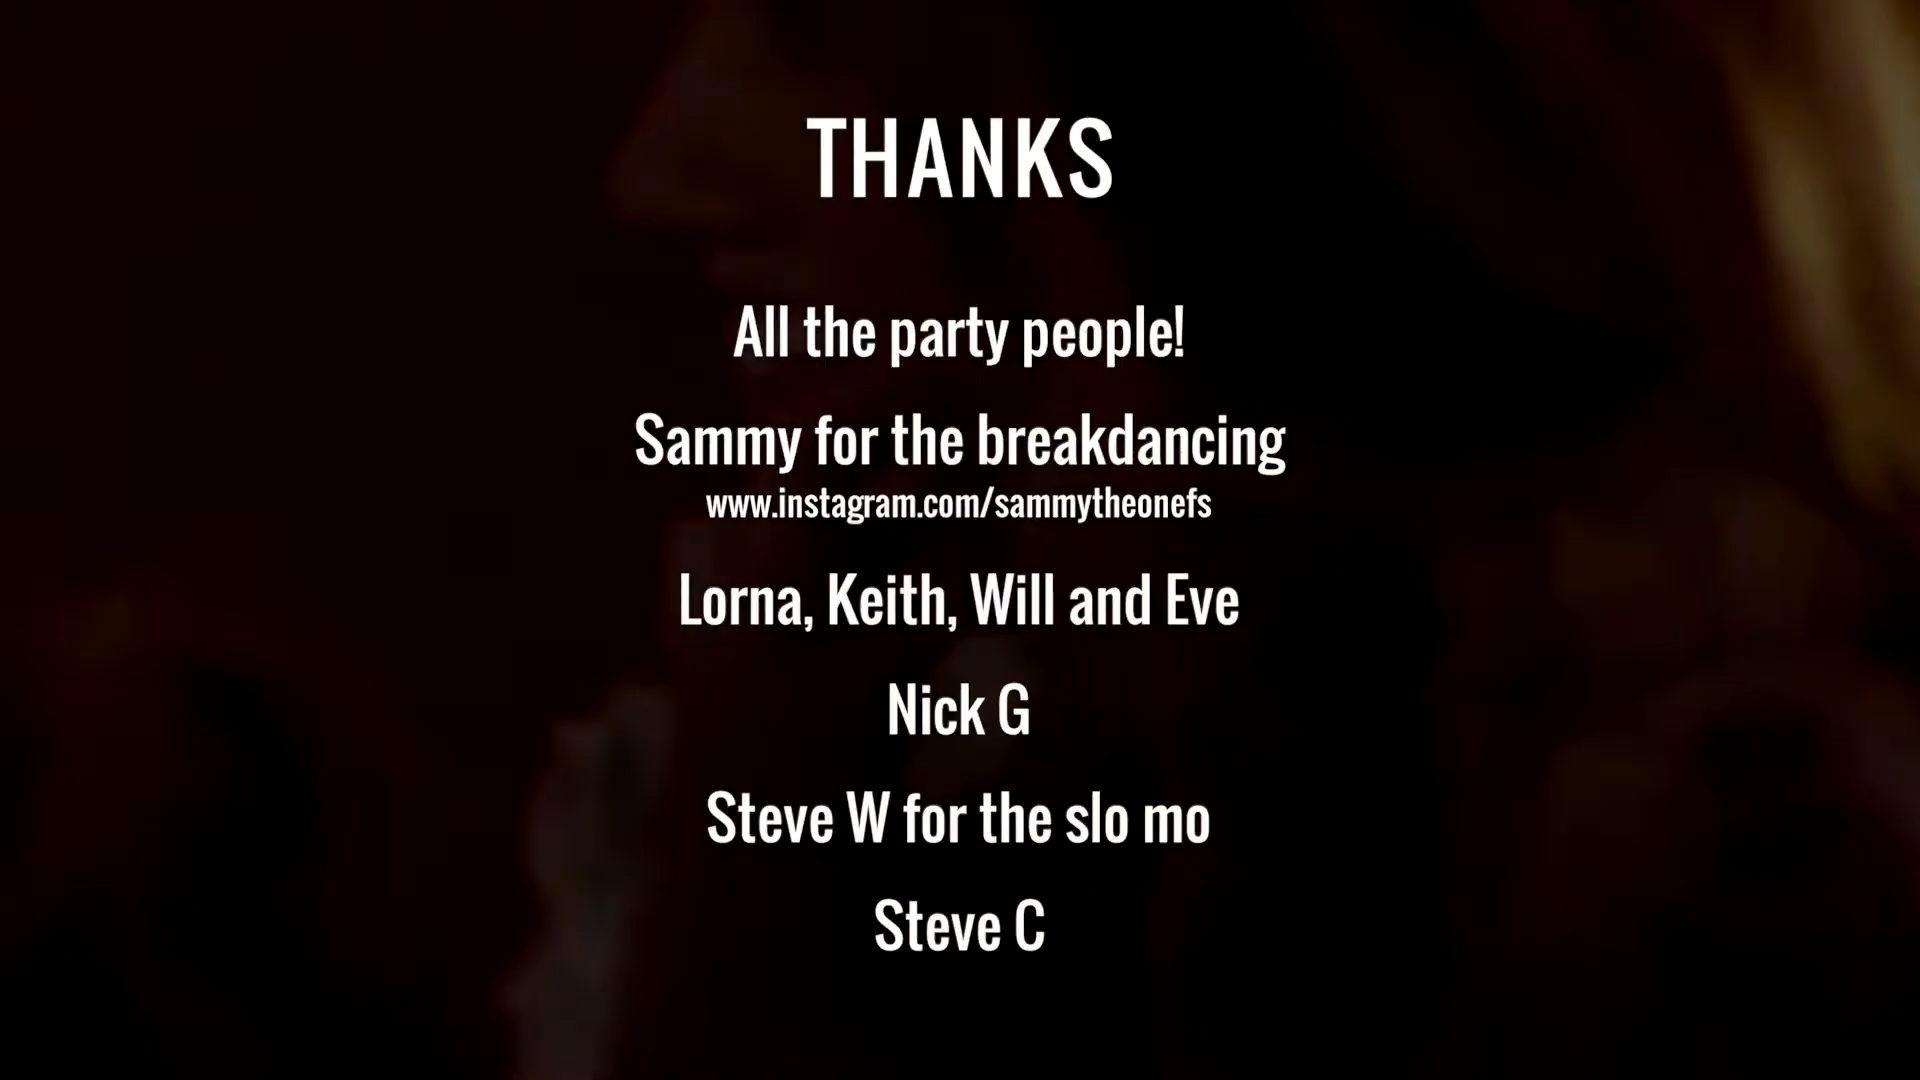 THANKS
All the party people!
Sammy for the breakdancing
www.instagram.com/sammytheonefs
Lorna, Keith, Will and Eve
Nick G
Steve W for the slo mo
Steve C